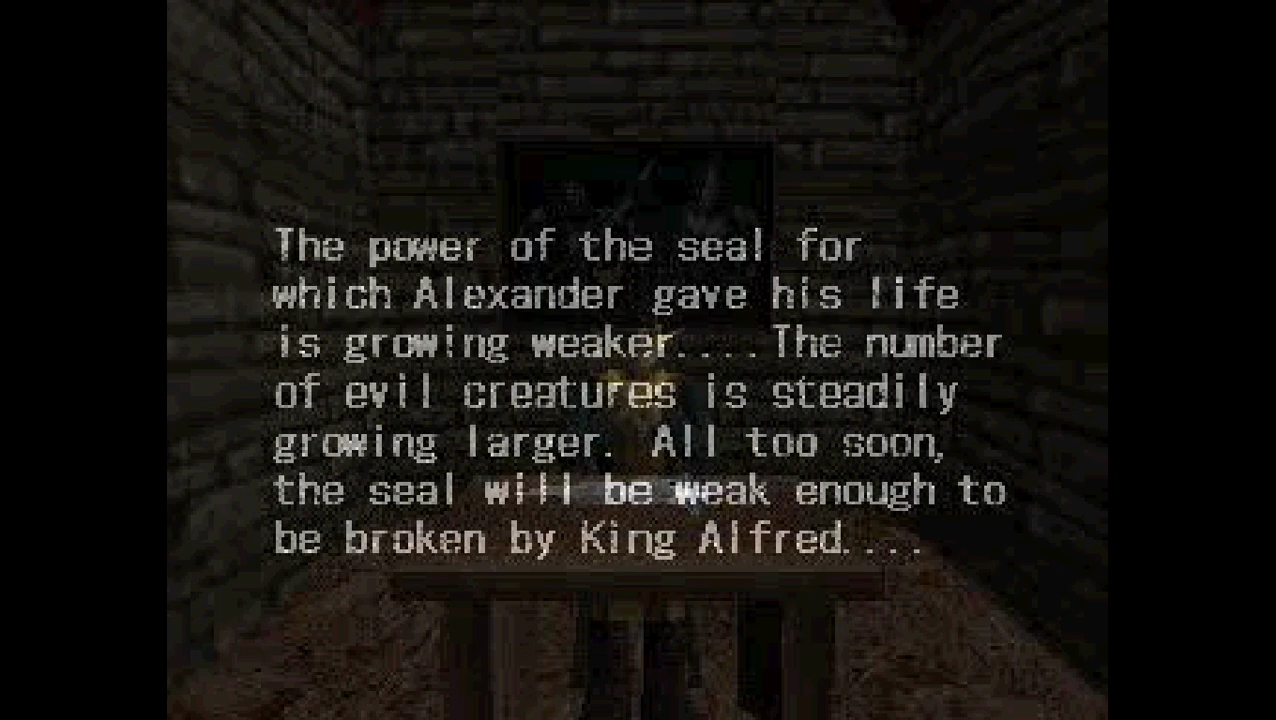 The power of the seal for
which Alexander gave his life
is growing weaker....The number
of evil creatures is steadily
growing larger. All too soon,
the seal will be weak enough to
be broken by King Alfred....